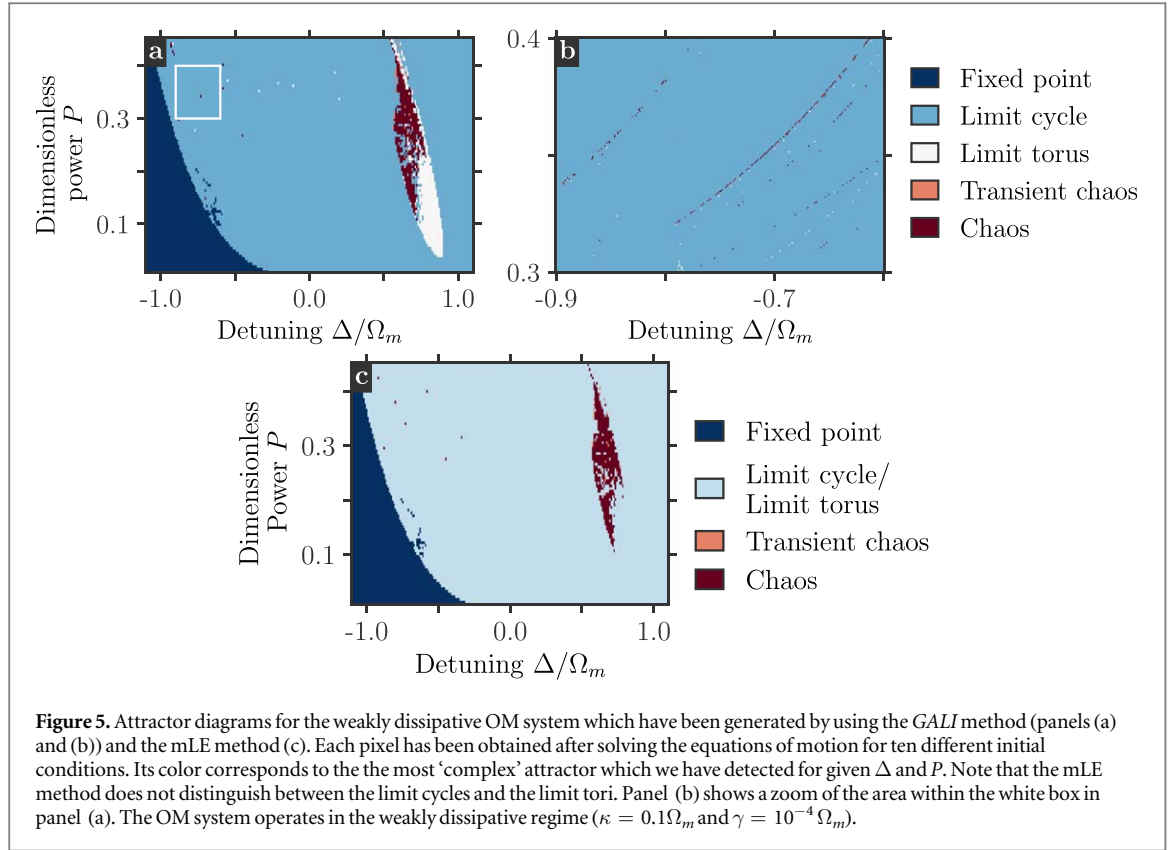 a
Dimensionless
power P
0.3
0.1
-1.0
0.0
1.0
Detuning Δ/Ωm
b
0.4
0.3
-0.9
-0.7
Detuning Δ/Ωm
Fixed point
Limit cycle
Limit torus
Transient chaos
Chaos
c
Dimensionless
Power P
0.3
0.1
-1.0
0.0
1.0
Detuning Δ/Ωm
Fixed point
Limit cycle/
Limit torus
Transient chaos
Chaos
Figure 5. Attractor diagrams for the weakly dissipative OM system which have been generated by using the GALI method (panels (a)
and (b)) and the mLE method (c). Each pixel has been obtained after solving the equations of motion for ten different initial
conditions. Its color corresponds to the the most ‘complex’ attractor which we have detected for given Δ and P. Note that the mLE
method does not distinguish between the limit cycles and the limit tori. Panel (b) shows a zoom of the area within the white box in
panel (a). The OM system operates in the weakly dissipative regime (κ = 0.1Ωm and γ = 10⁻⁴ Ωm).